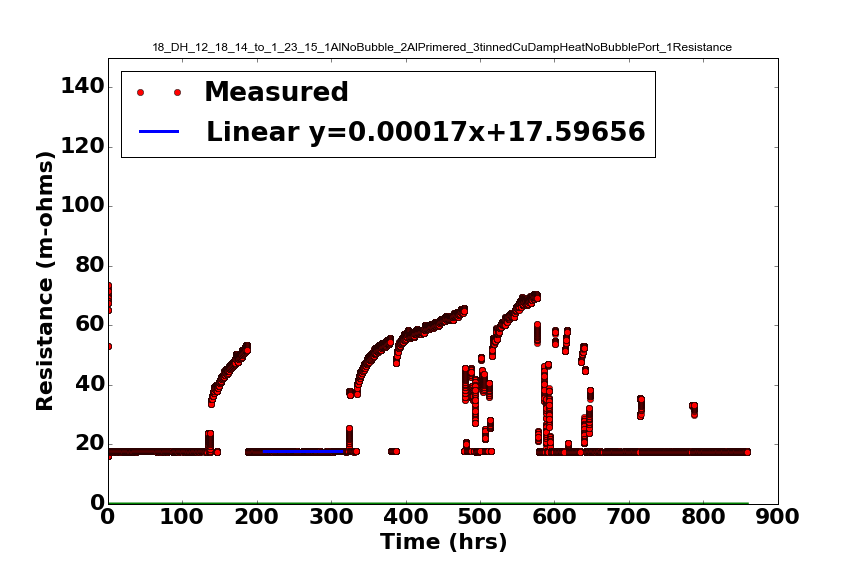 18_DH_12_18_14_to_1_23_15_1AlNoBubble_2AlPrimered_3tinnedCuDampHeatNoBubblePort_1Resistance
Measured
Linear y=0.00017x+17.59656
Resistance (m-ohms)
140
120
100
80
60
40
20
0
0 100 200 300 400 500 600 700 800 900
Time (hrs)